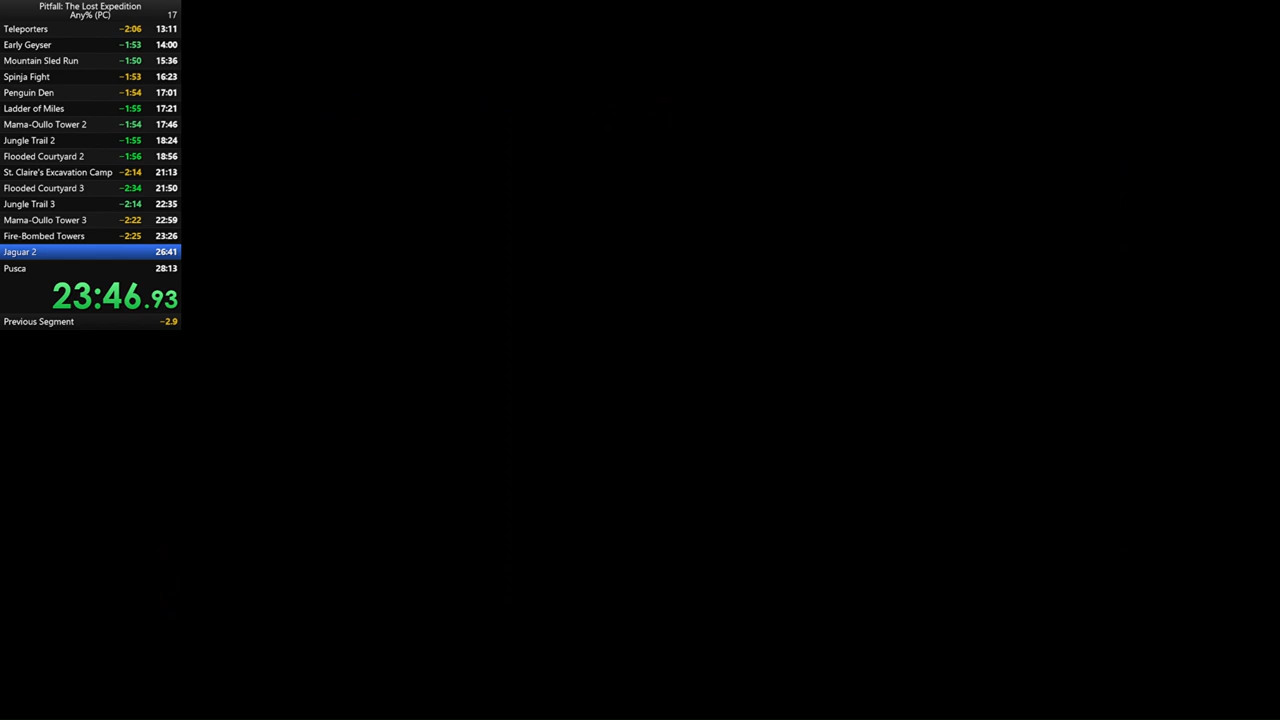 Pitfall: The Lost Expedition
Any% (PC) 17
Teleporters −2:06 13:11
Early Geyser −1:53 14:00
Mountain Sled Run −1:50 15:36
Spinja Fight −1:53 16:23
Penguin Den −1:54 17:01
Ladder of Miles −1:55 17:21
Mama-Oullo Tower 2 −1:54 17:46
Jungle Trail 2 −1:55 18:24
Flooded Courtyard 2 −1:56 18:56
St. Claire's Excavation Camp −2:14 21:13
Flooded Courtyard 3 −2:34 21:50
Jungle Trail 3 −2:14 22:35
Mama-Oullo Tower 3 −2:22 22:59
Fire-Bombed Towers −2:25 23:26
Jaguar 2 26:41
Pusca 28:13
23:46.93
Previous Segment −2.9